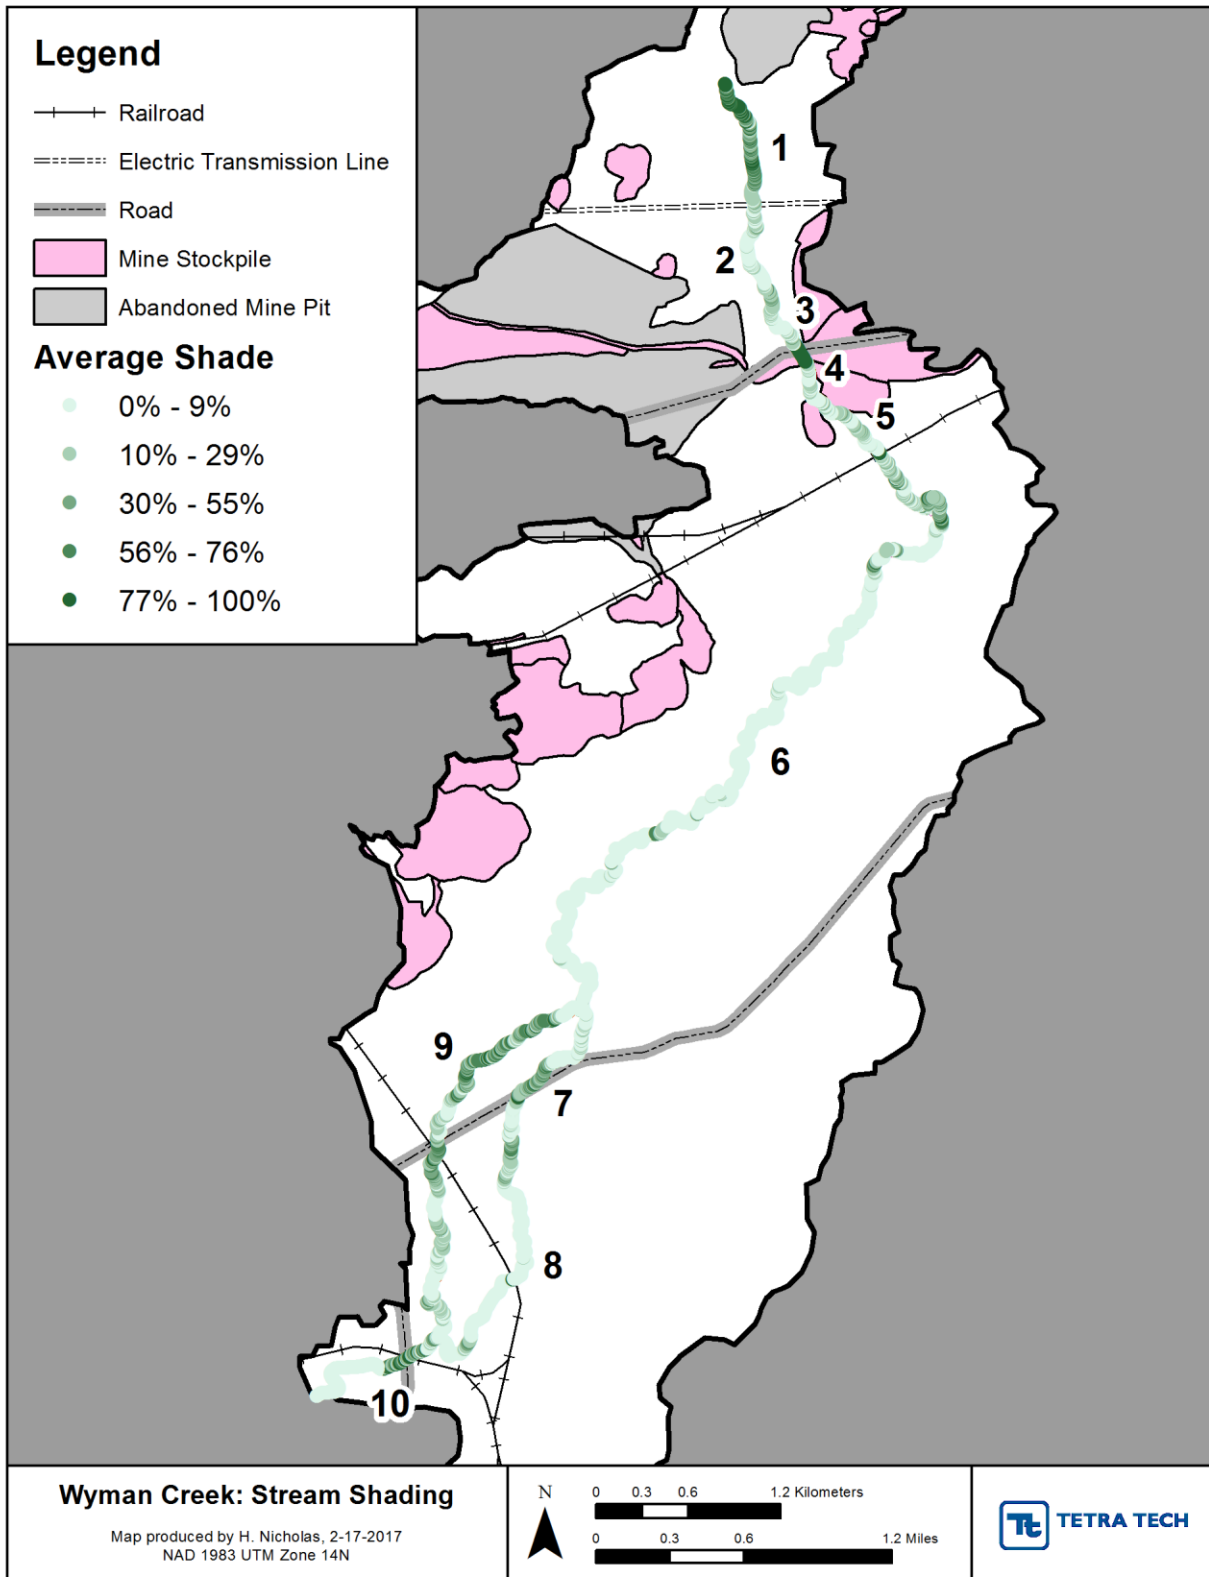 Legend
Railroad
Electric Transmission Line
Road
Mine Stockpile
Abandoned Mine Pit
Average Shade
0% - 9%
10% - 29%
30% - 55%
56% - 76%
77% - 100%
1
2
3
4
5
6
7
8
9
10
Wyman Creek: Stream Shading
Map produced by H. Nicholas, 2-17-2017
NAD 1983 UTM Zone 14N
N
0 0.3 0.6 1.2 Kilometers
0 0.3 0.6 1.2 Miles
Tt TETRA TECH